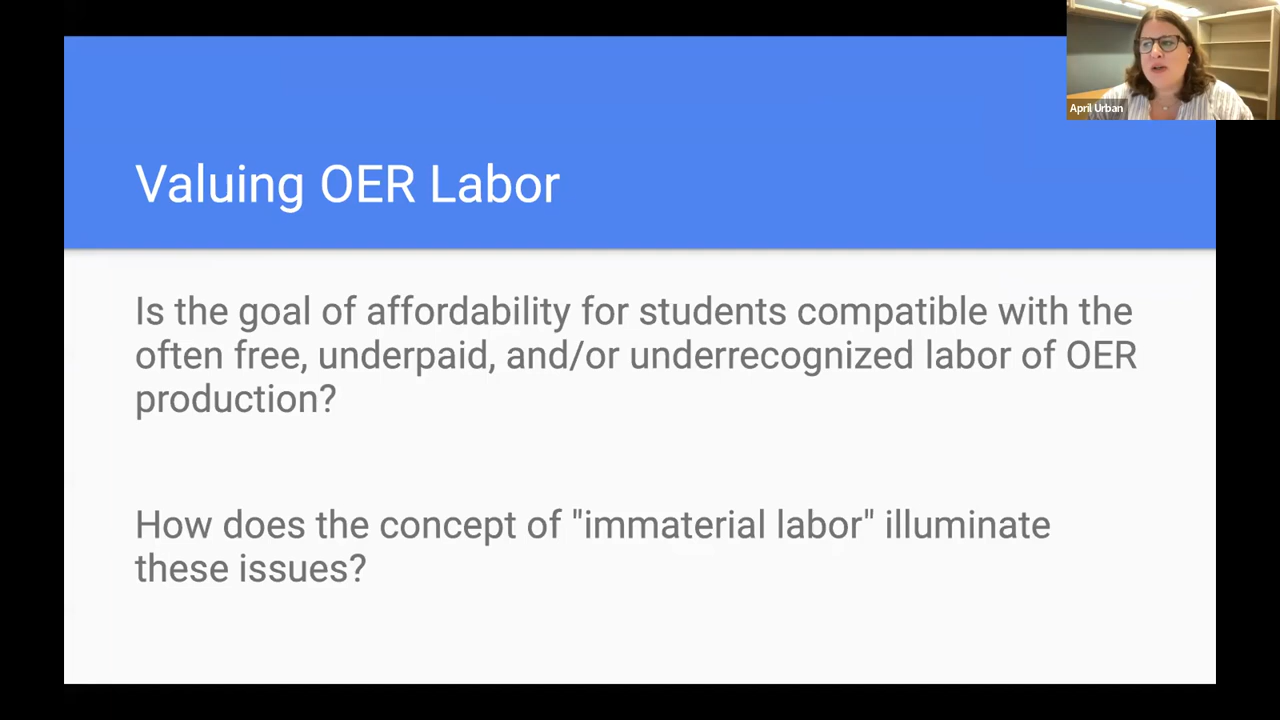 April Urban
Valuing OER Labor
Is the goal of affordability for students compatible with the
often free, underpaid, and/or underrecognized labor of OER
production?
How does the concept of "immaterial labor" illuminate
these issues?